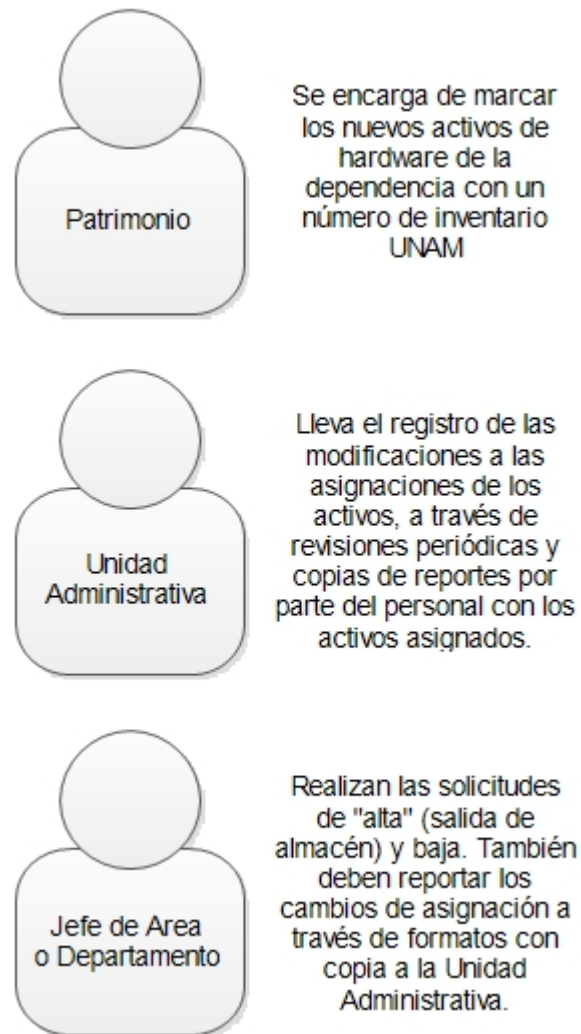 Patrimonio
Se encarga de marcar
los nuevos activos de
hardware de la
dependencia con un
número de inventario
UNAM
Unidad
Administrativa
Lleva el registro de las
modificaciones a las
asignaciones de los
activos, a través de
revisiones periódicas y
copias de reportes por
parte del personal con los
activos asignados.
Jefe de Area
o Departamento
Realizan las solicitudes
de "alta" (salida de
almacén) y baja. También
deben reportar los
cambios de asignación a
través de formatos con
copia a la Unidad
Administrativa.